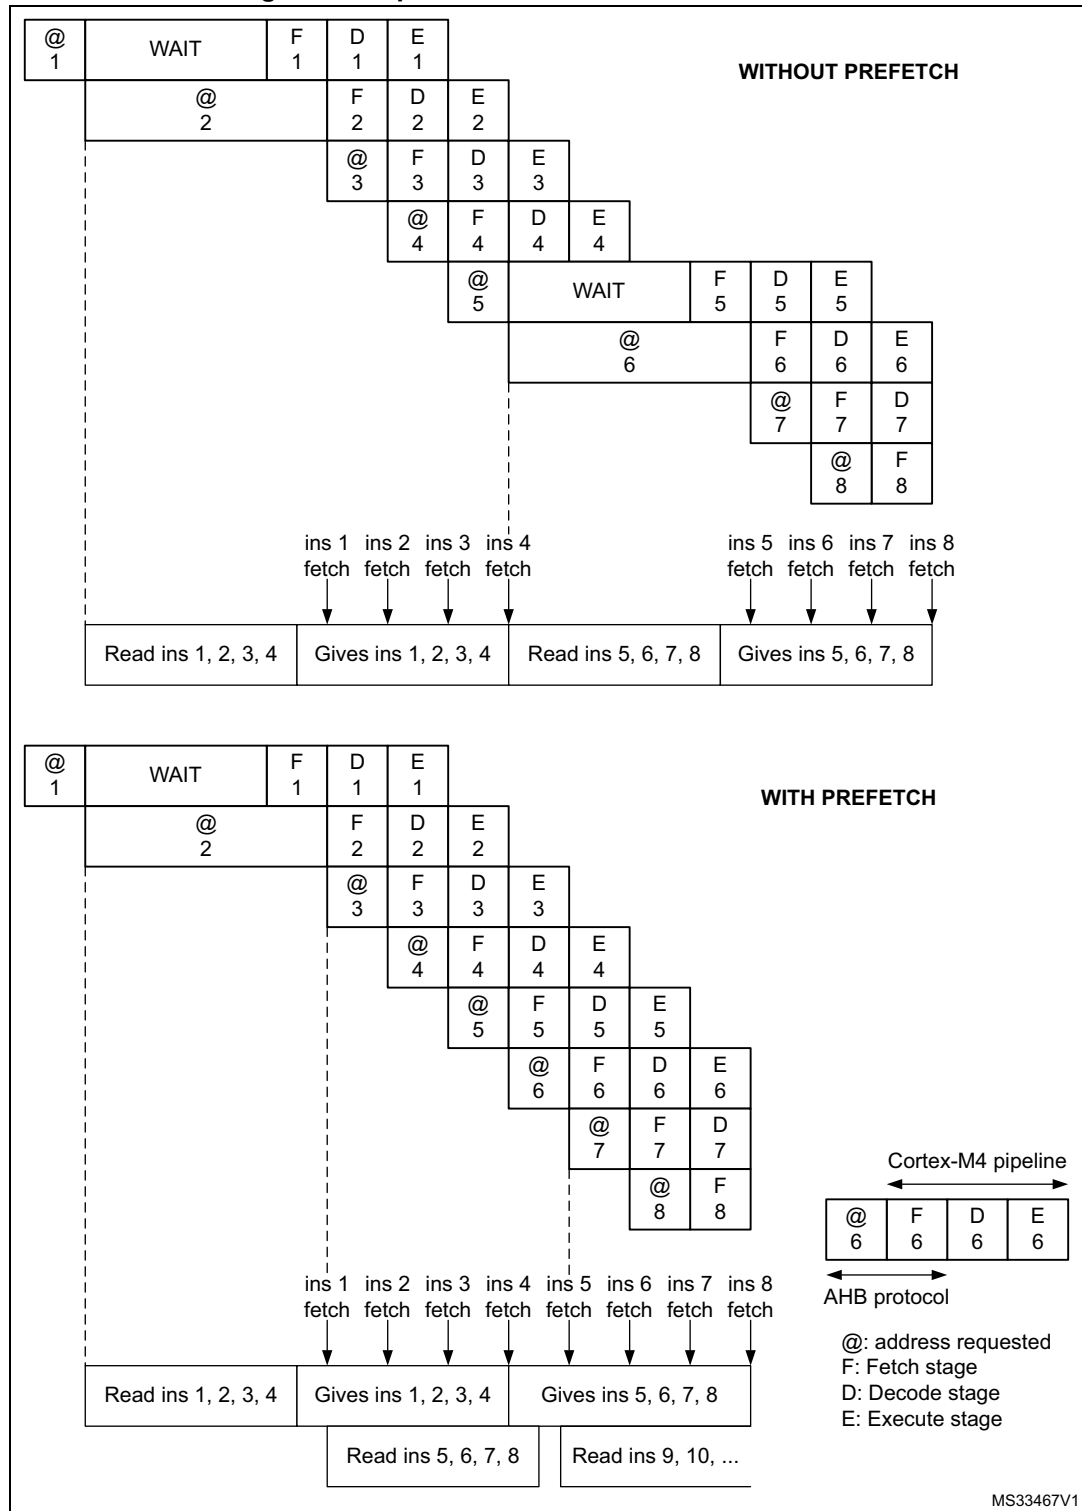 @ WAIT F D E
1 1 1 1
WITHOUT PREFETCH
@ F D E
2 2 2 2
@ F D E
3 3 3 3
@ F D E
4 4 4 4
@ WAIT F D E
5 5 5 5
@ F D E
6 6 6 6
@ F D
7 7 7
@ F
8 8
ins 1 ins 2 ins 3 ins 4 ins 5 ins 6 ins 7 ins 8
fetch fetch fetch fetch fetch fetch fetch fetch
Read ins 1, 2, 3, 4 Gives ins 1, 2, 3, 4 Read ins 5, 6, 7, 8 Gives ins 5, 6, 7, 8
@ WAIT F D E
1 1 1 1
WITH PREFETCH
@ F D E
2 2 2 2
@ F D E
3 3 3 3
@ F D E
4 4 4 4
@ F D E
5 5 5 5
@ F D E
6 6 6 6
@ F D
7 7 7
@ F
8 8
Cortex-M4 pipeline
@ F D E
6 6 6 6
AHB protocol
ins 1 ins 2 ins 3 ins 4 ins 5 ins 6 ins 7 ins 8
fetch fetch fetch fetch fetch fetch fetch fetch
@: address requested
F: Fetch stage
D: Decode stage
E: Execute stage
Read ins 1, 2, 3, 4 Gives ins 1, 2, 3, 4 Gives ins 5, 6, 7, 8
Read ins 5, 6, 7, 8 Read ins 9, 10, ...
MS33467V1